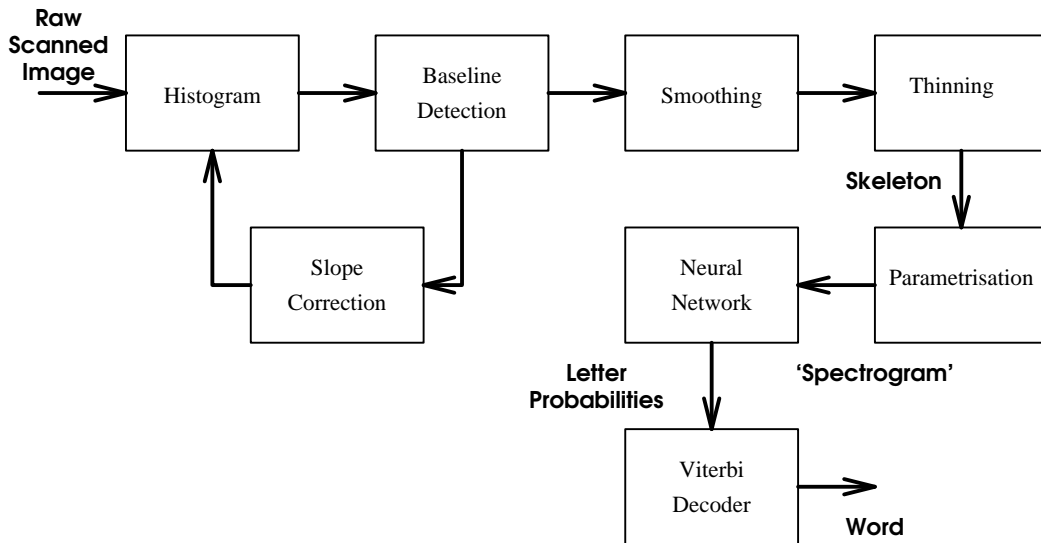 Raw
Scanned
Image
Histogram
Baseline
Detection
Smoothing
Thinning
Slope
Correction
Skeleton
Parametrisation
Neural
Network
‘Spectrogram’
Letter
Probabilities
Viterbi
Decoder
Word